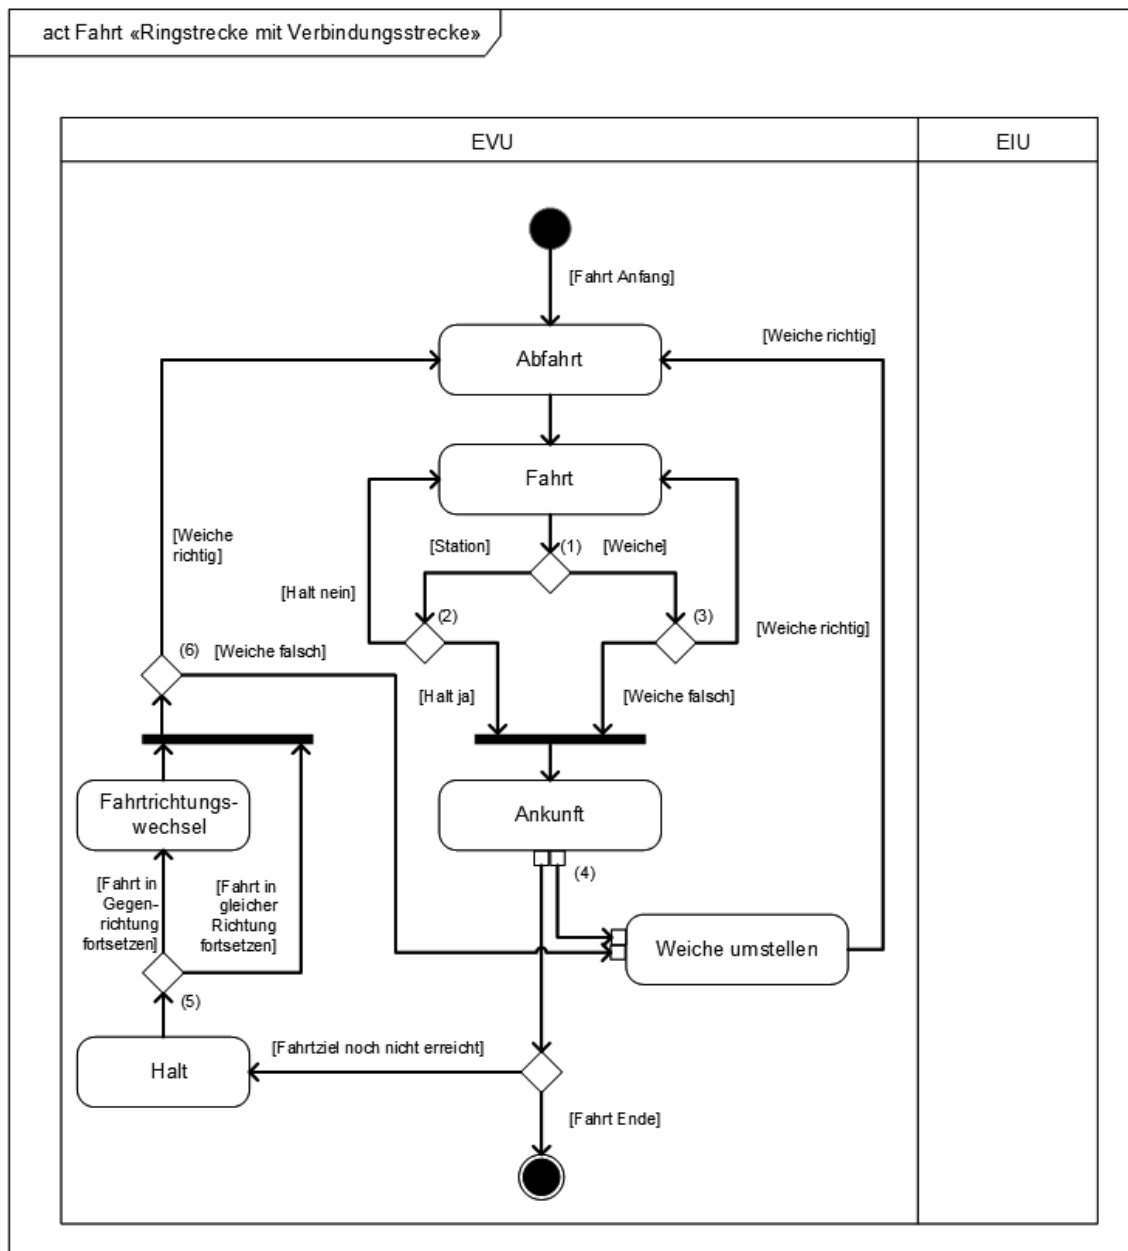 act Fahrt «Ringstrecke mit Verbindungsstrecke»
EVU
EIU
[Fahrt Anfang]
[Weiche richtig]
Abfahrt
Fahrt
[Weiche
richtig]
[Station]
(1)
[Weiche]
[Halt nein]
(2)
(3)
[Weiche richtig]
(6)
[Weiche falsch]
[Halt ja]
[Weiche falsch]
Fahrtrichtungs-
wechsel
Ankunft
(4)
[Fahrt in
Gegen-
richtung
fortsetzen]
[Fahrt in
gleicher
Richtung
fortsetzen]
Weiche umstellen
(5)
[Fahrtziel noch nicht erreicht]
Halt
[Fahrt Ende]